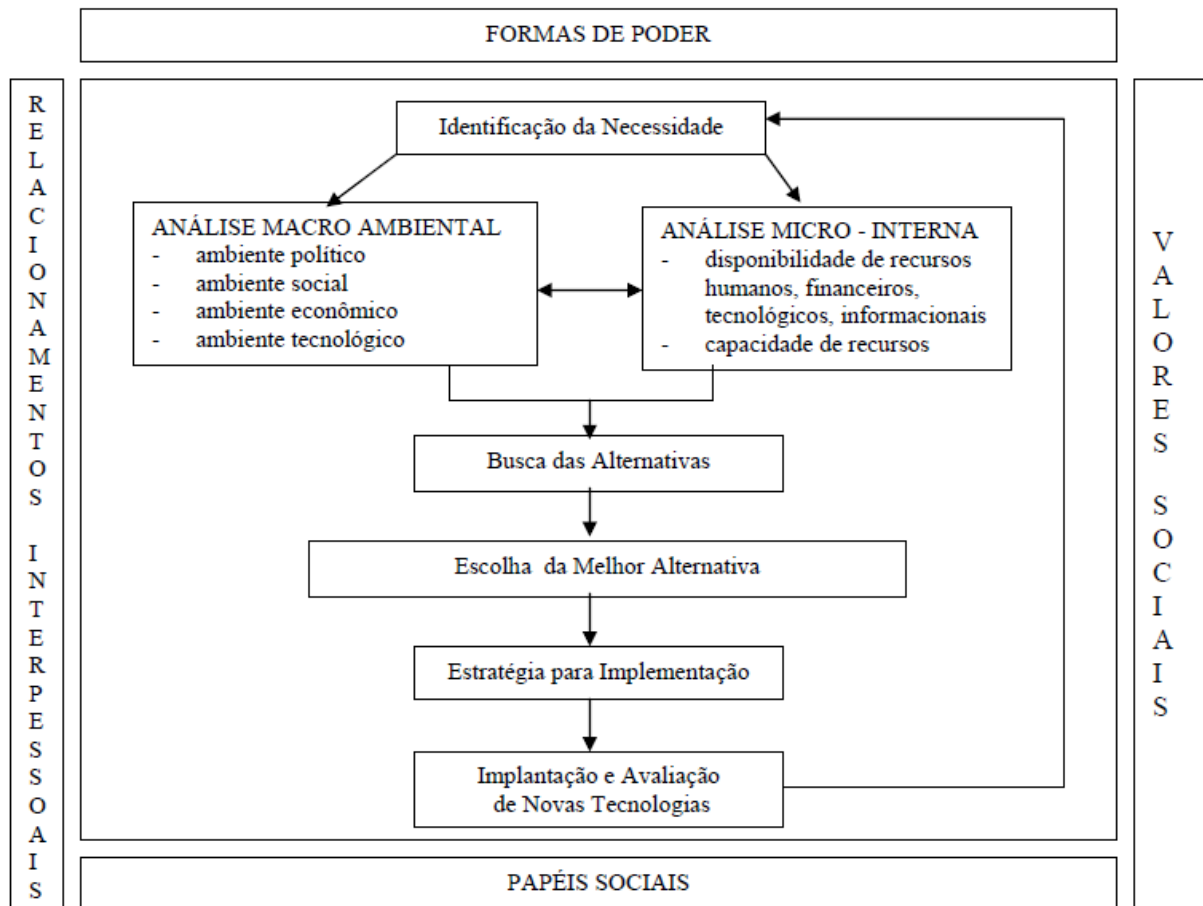 FORMAS DE PODER
RELACIONAMENTOS INTERPESSOAIS
Identificação da Necessidade
ANÁLISE MACRO AMBIENTAL
- ambiente político
- ambiente social
- ambiente econômico
- ambiente tecnológico
ANÁLISE MICRO - INTERNA
- disponibilidade de recursos
humanos, financeiros,
tecnológicos, informacionais
- capacidade de recursos
Busca das Alternativas
Escolha da Melhor Alternativa
Estratégia para Implementação
Implantação e Avaliação
de Novas Tecnologias
VALORES SOCIAIS
PAPÉIS SOCIAIS